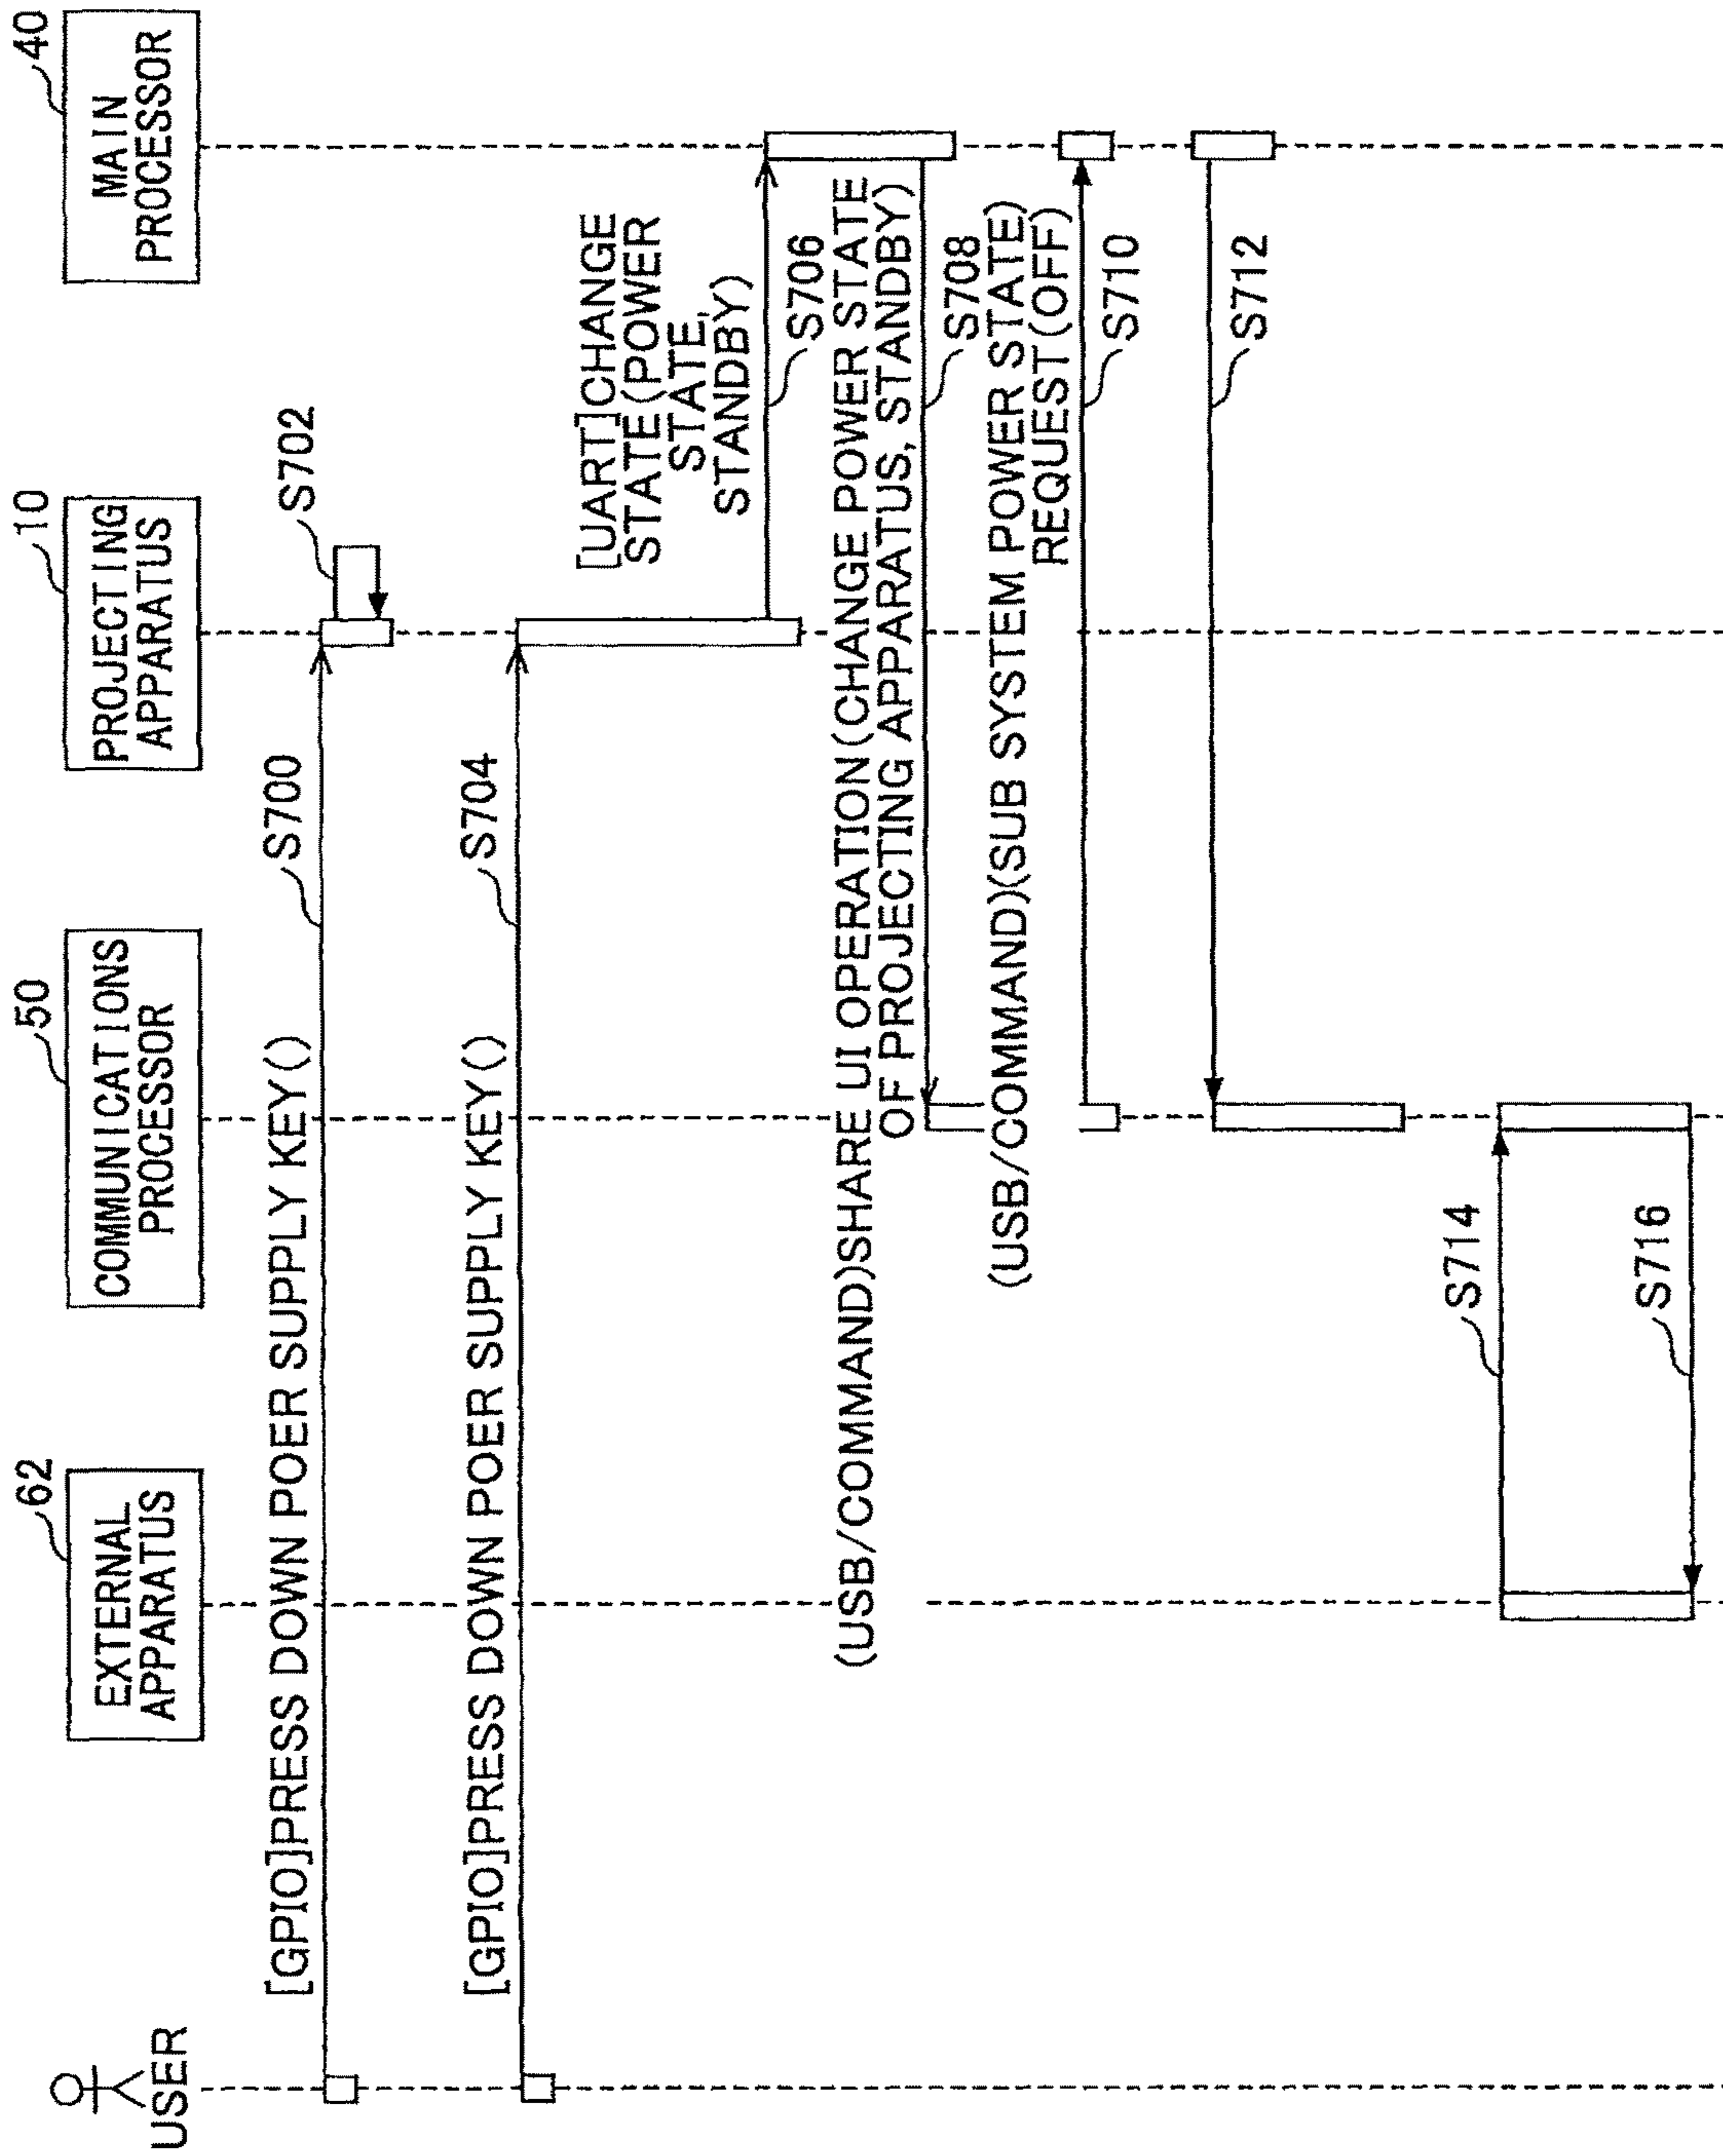 USER
62
EXTERNAL
APPARATUS
50
COMMUNICATIONS
PROCESSOR
10
PROJECTING
APPARATUS
40
MAIN
PROCESSOR
[GPIO]PRESS DOWN POER SUPPLY KEY()
S700
S702
[GPIO]PRESS DOWN POER SUPPLY KEY()
S704
[UART]CHANGE
STATE(POWER
STATE,
STANDBY)
S706
(USB/COMMAND)SHARE UI OPERATION(CHANGE POWER STATE
OF PROJECTING APPARATUS, STANDBY)
S708
(USB/COMMAND)(SUB SYSTEM POWER STATE)
REQUEST(OFF)
S710
S712
S714
S716